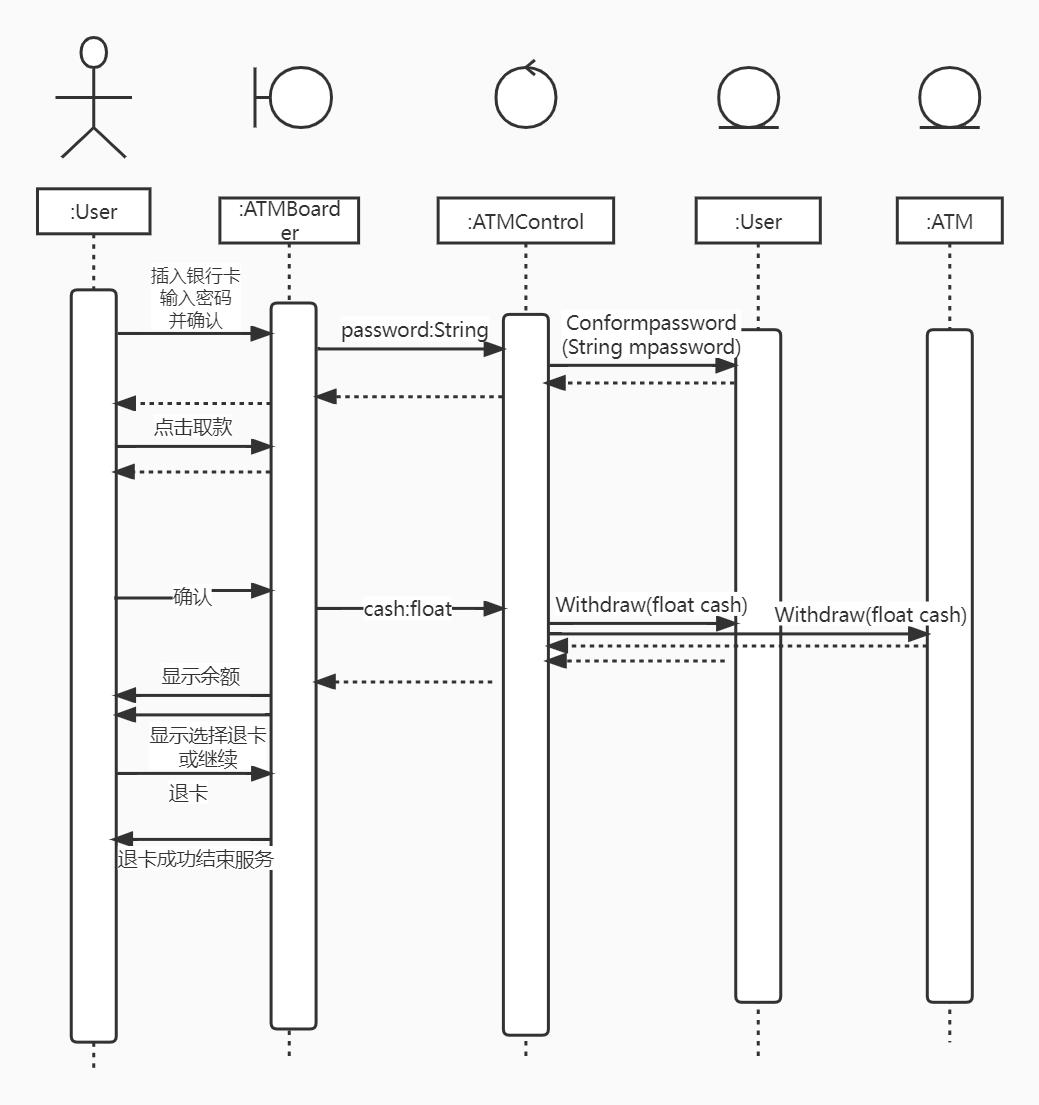 :User
:ATMBoard
er
:ATMControl
:User
:ATM
插入银行卡
输入密码
并确认
password:String
Conformpassword
(String mpassword)
点击取款
确认
cash:float
Withdraw(float cash)
Withdraw(float cash)
显示余额
显示选择退卡
或继续
退卡
退卡成功结束服务